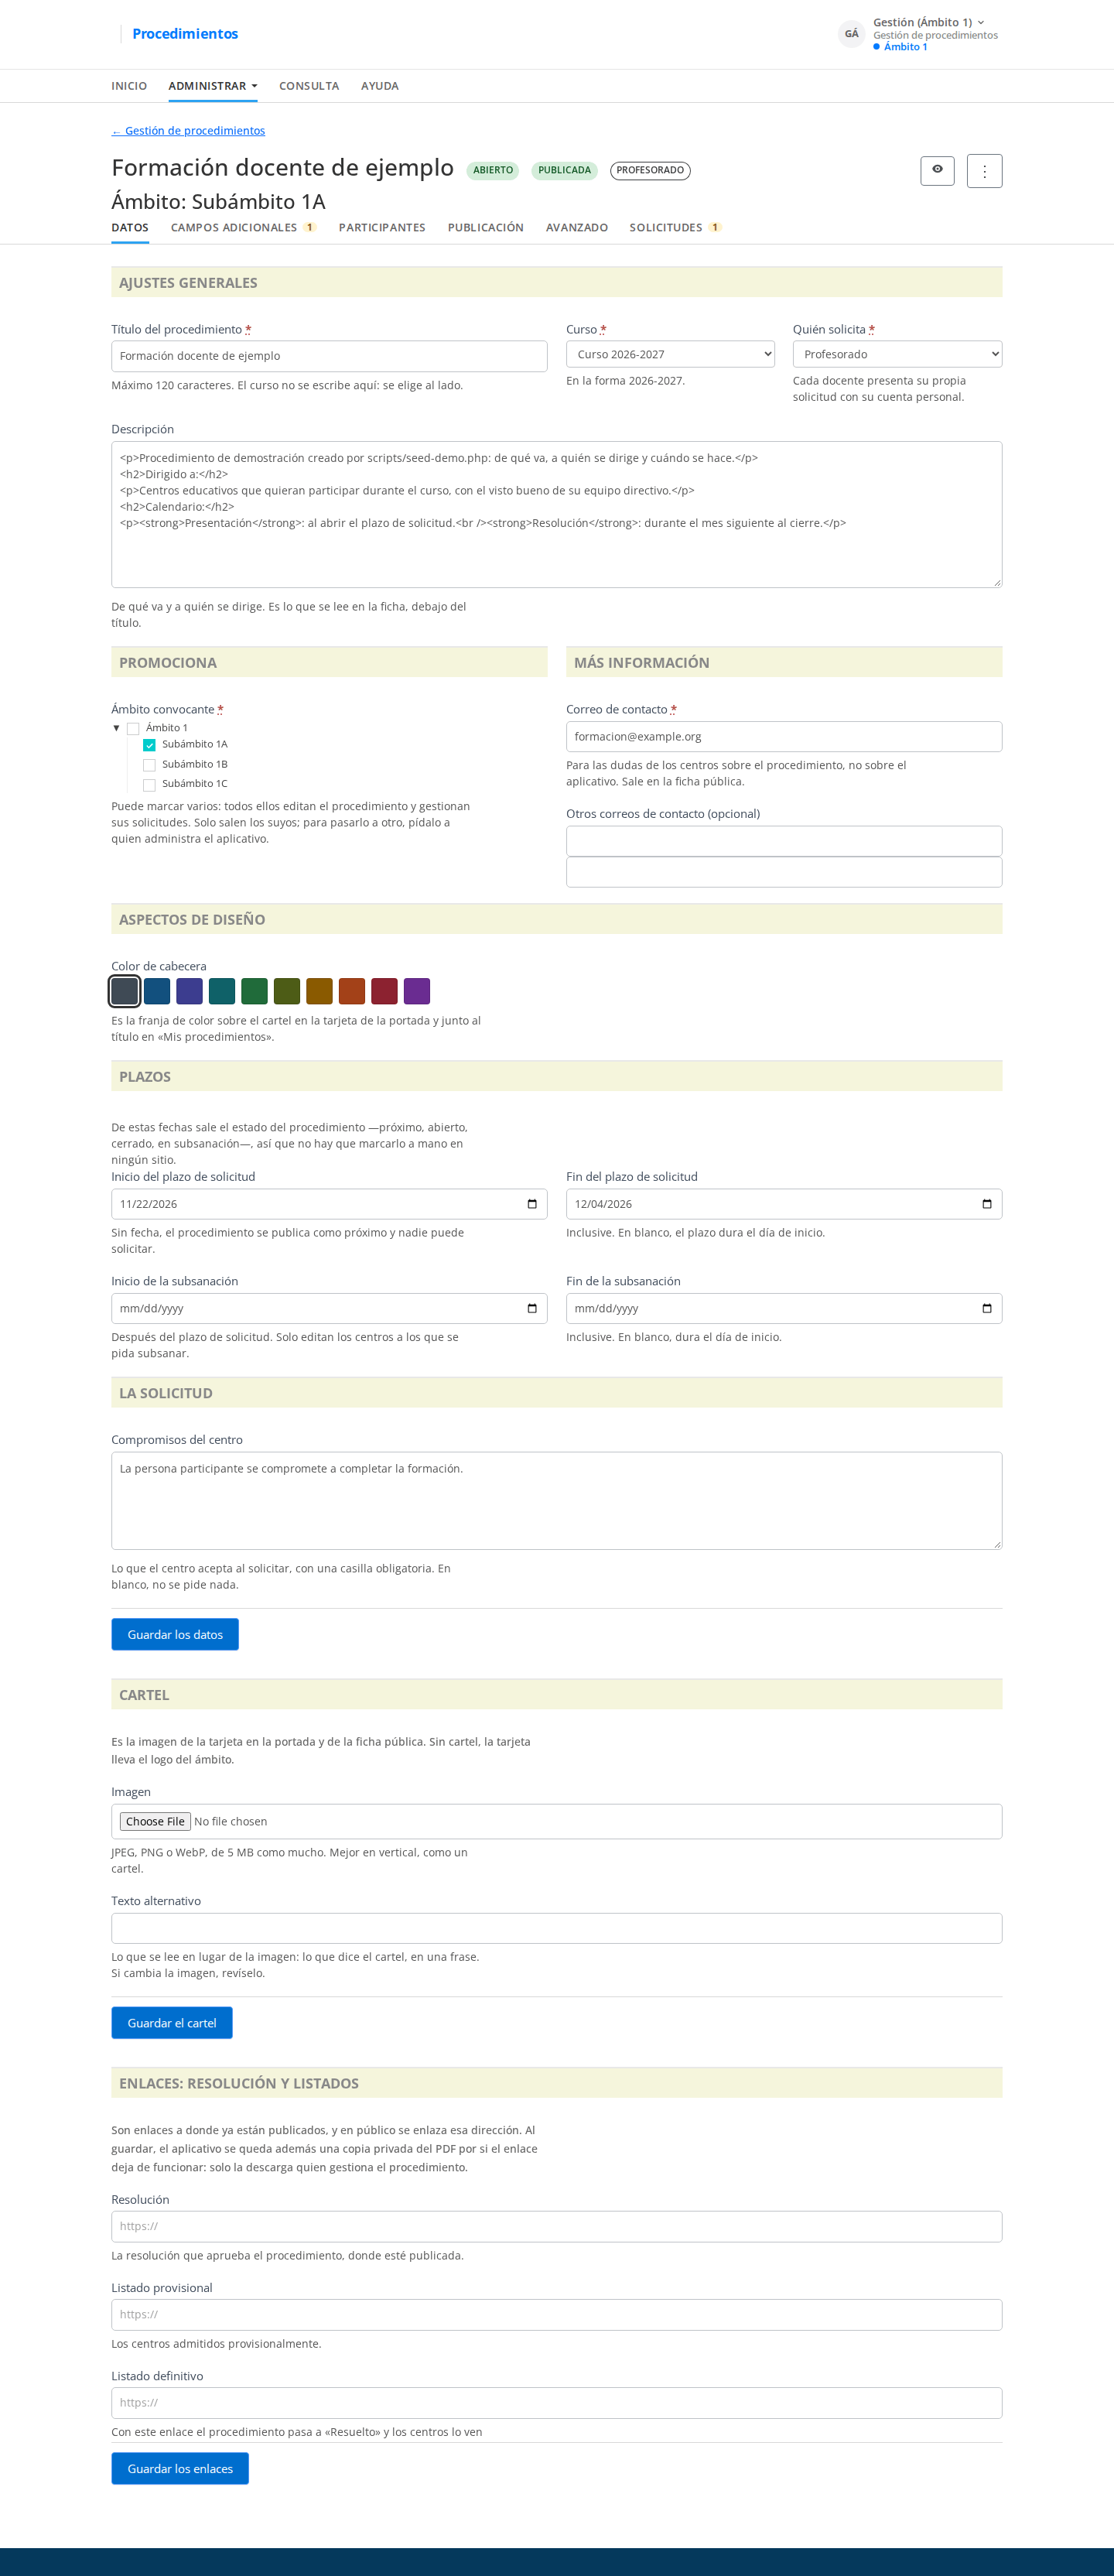 Procedimientos
GÁ
Gestión (Ámbito 1)
Gestión de procedimientos
Ámbito 1
INICIO
ADMINISTRAR
CONSULTA
AYUDA
← Gestión de procedimientos
Formación docente de ejemplo ABIERTO PUBLICADA PROFESORADO
⋮
Ámbito: Subámbito 1A
DATOS
CAMPOS ADICIONALES 1
PARTICIPANTES
PUBLICACIÓN
AVANZADO
SOLICITUDES 1
AJUSTES GENERALES
Título del procedimiento *
Formación docente de ejemplo
Máximo 120 caracteres. El curso no se escribe aquí: se elige al lado.
Curso *
Curso 2026-2027
En la forma 2026-2027.
Quién solicita *
Profesorado
Cada docente presenta su propia
solicitud con su cuenta personal.
Descripción
<p>Procedimiento de demostración creado por scripts/seed-demo.php: de qué va, a quién se dirige y cuándo se hace.</p>
<h2>Dirigido a:</h2>
<p>Centros educativos que quieran participar durante el curso, con el visto bueno de su equipo directivo.</p>
<h2>Calendario:</h2>
<p><strong>Presentación</strong>: al abrir el plazo de solicitud.<br /><strong>Resolución</strong>: durante el mes siguiente al cierre.</p>
De qué va y a quién se dirige. Es lo que se lee en la ficha, debajo del
título.
PROMOCIONA
Ámbito convocante *
▼ Ámbito 1
Subámbito 1A
Subámbito 1B
Subámbito 1C
Puede marcar varios: todos ellos editan el procedimiento y gestionan
sus solicitudes. Solo salen los suyos; para pasarlo a otro, pídalo a
quien administra el aplicativo.
MÁS INFORMACIÓN
Correo de contacto *
formacion@example.org
Para las dudas de los centros sobre el procedimiento, no sobre el
aplicativo. Sale en la ficha pública.
Otros correos de contacto (opcional)
ASPECTOS DE DISEÑO
Color de cabecera
Es la franja de color sobre el cartel en la tarjeta de la portada y junto al
título en «Mis procedimientos».
PLAZOS
De estas fechas sale el estado del procedimiento —próximo, abierto,
cerrado, en subsanación—, así que no hay que marcarlo a mano en
ningún sitio.
Inicio del plazo de solicitud
11/22/2026
Sin fecha, el procedimiento se publica como próximo y nadie puede
solicitar.
Fin del plazo de solicitud
12/04/2026
Inclusive. En blanco, el plazo dura el día de inicio.
Inicio de la subsanación
mm/dd/yyyy
Después del plazo de solicitud. Solo editan los centros a los que se
pida subsanar.
Fin de la subsanación
mm/dd/yyyy
Inclusive. En blanco, dura el día de inicio.
LA SOLICITUD
Compromisos del centro
La persona participante se compromete a completar la formación.
Lo que el centro acepta al solicitar, con una casilla obligatoria. En
blanco, no se pide nada.
Guardar los datos
CARTEL
Es la imagen de la tarjeta en la portada y de la ficha pública. Sin cartel, la tarjeta
lleva el logo del ámbito.
Imagen
Choose File No file chosen
JPEG, PNG o WebP, de 5 MB como mucho. Mejor en vertical, como un
cartel.
Texto alternativo
Lo que se lee en lugar de la imagen: lo que dice el cartel, en una frase.
Si cambia la imagen, revíselo.
Guardar el cartel
ENLACES: RESOLUCIÓN Y LISTADOS
Son enlaces a donde ya están publicados, y en público se enlaza esa dirección. Al
guardar, el aplicativo se queda además una copia privada del PDF por si el enlace
deja de funcionar: solo la descarga quien gestiona el procedimiento.
Resolución
https://
La resolución que aprueba el procedimiento, donde esté publicada.
Listado provisional
https://
Los centros admitidos provisionalmente.
Listado definitivo
https://
Con este enlace el procedimiento pasa a «Resuelto» y los centros lo ven
Guardar los enlaces